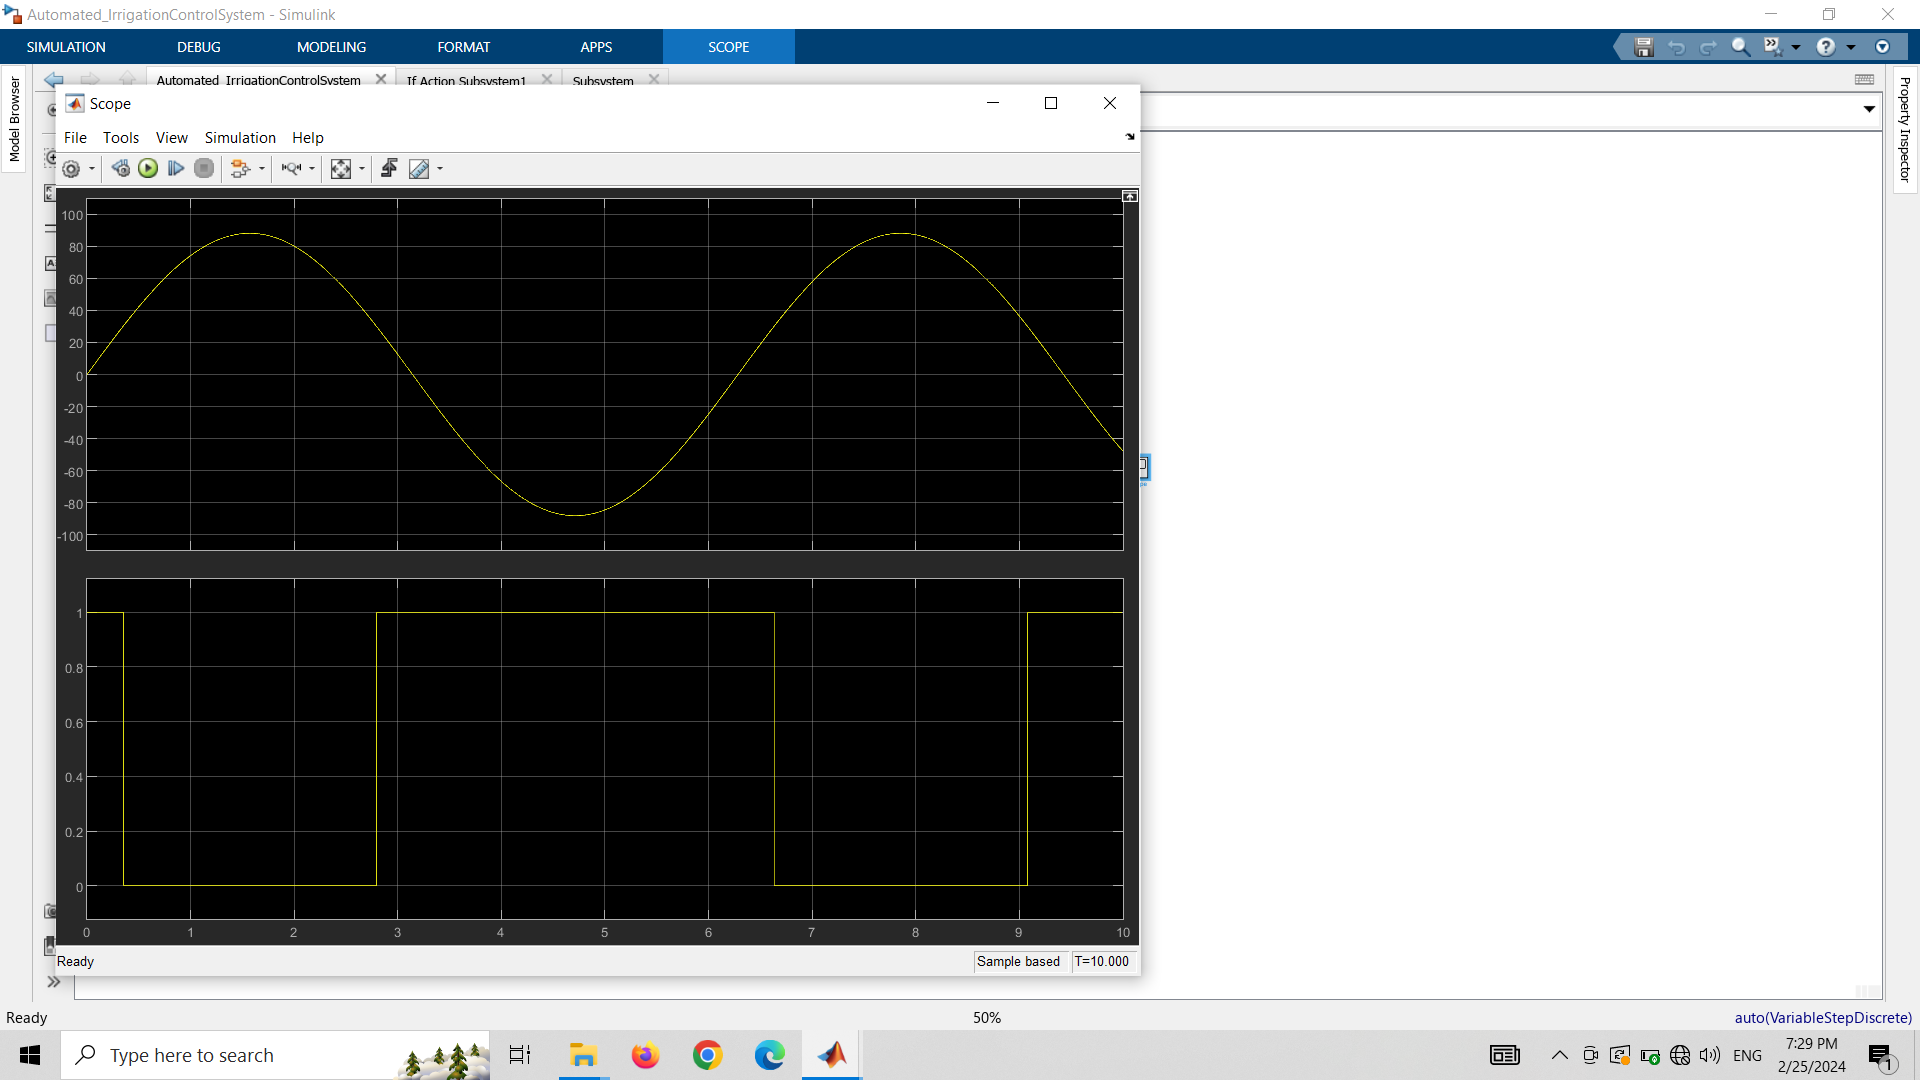 Automated_IrrigationControlSystem - Simulink
SIMULATION DEBUG MODELING FORMAT APPS SCOPE
Automated_IrrigationControlSystem If Action Subsystem1 Subsystem
Model Browser
Property Inspector
Scope
File Tools View Simulation Help
100
80
60
40
20
0
-20
-40
-60
-80
-100
1
0.8
0.6
0.4
0.2
0
0 1 2 3 4 5 6 7 8 9 10
Ready Sample based T=10.000
Ready 50% auto(VariableStepDiscrete)
Type here to search
ENG
7:29 PM
2/25/2024
1